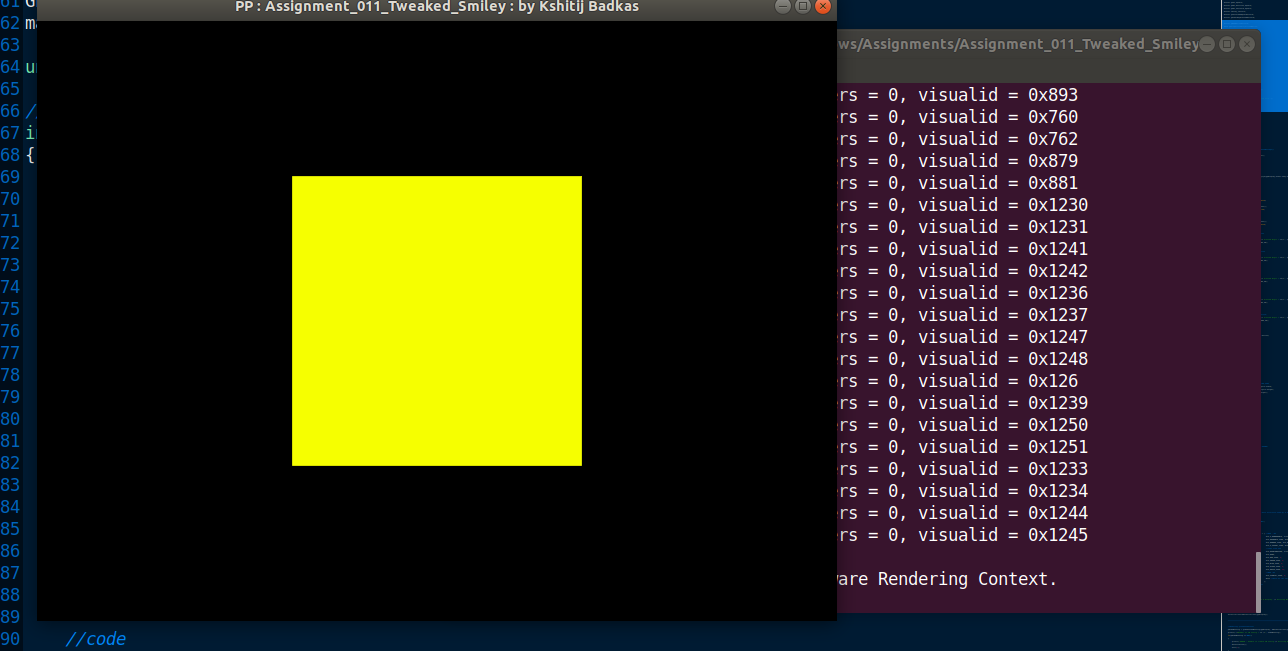 PP : Assignment_011_Tweaked_Smiley : by Kshitij Badkas
ws/Assignments/Assignment_011_Tweaked_Smiley
61 G
62 m
63
64 u
65
66 /
67 i
68 {
69
70
71
72
73
74
75
76
77
78
79
80
81
82
83
84
85
86
87
88
89
90 //code
rs = 0, visualid = 0x893
rs = 0, visualid = 0x760
rs = 0, visualid = 0x762
rs = 0, visualid = 0x879
rs = 0, visualid = 0x881
rs = 0, visualid = 0x1230
rs = 0, visualid = 0x1231
rs = 0, visualid = 0x1241
rs = 0, visualid = 0x1242
rs = 0, visualid = 0x1236
rs = 0, visualid = 0x1237
rs = 0, visualid = 0x1247
rs = 0, visualid = 0x1248
rs = 0, visualid = 0x126
rs = 0, visualid = 0x1239
rs = 0, visualid = 0x1250
rs = 0, visualid = 0x1251
rs = 0, visualid = 0x1233
rs = 0, visualid = 0x1234
rs = 0, visualid = 0x1244
rs = 0, visualid = 0x1245
are Rendering Context.